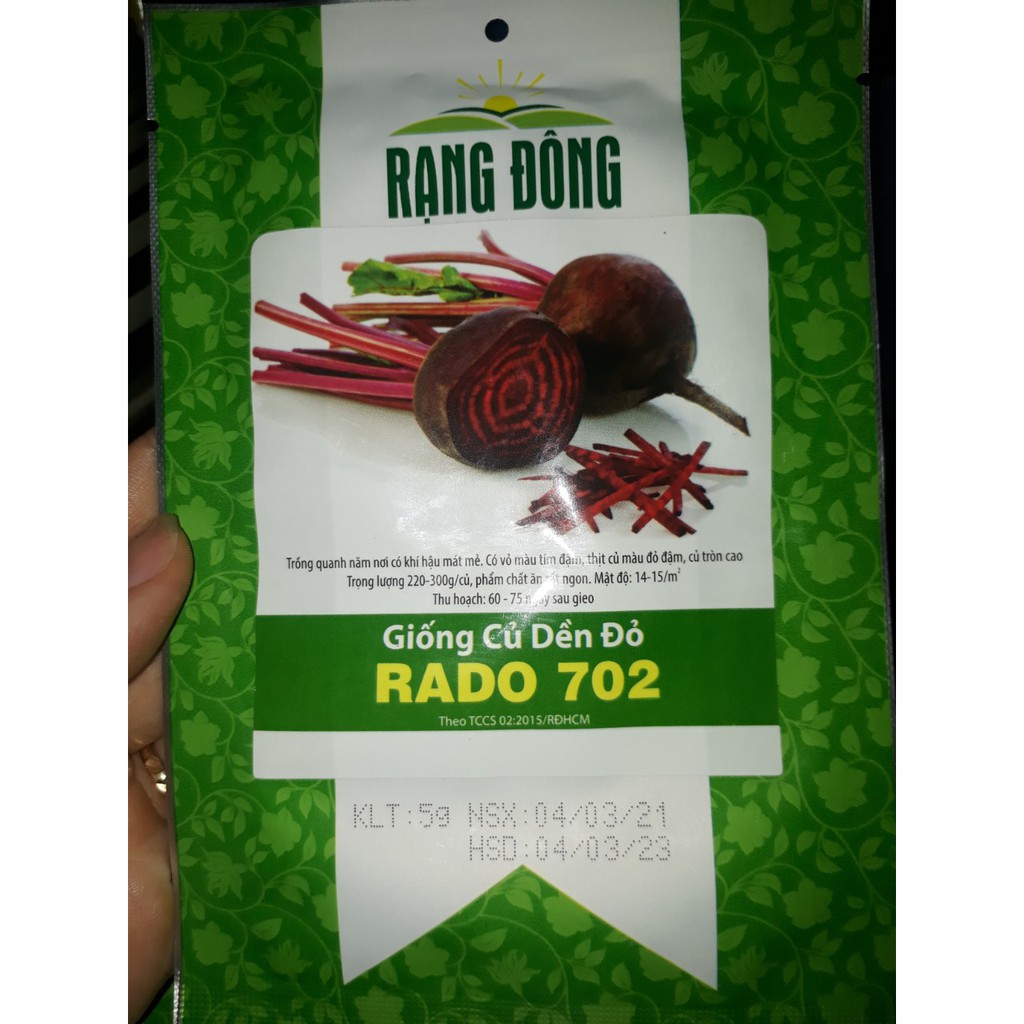 RẠNG ĐÔNG
Trồng quanh năm nơi có khí hậu mát mẻ. Có vỏ màu tím đậm, thịt củ màu đỏ đậm, củ tròn cao
Trọng lượng 220-300g/củ, phẩm chất ăn rất ngon. Mật độ: 14-15/m²
Thu hoạch: 60 - 75 ngày sau gieo
Giống Củ Dền Đỏ
RADO 702
Theo TCCS 02:2015/RĐHCM
KLT:5g NSX:04/03/21
HSD:04/03/23